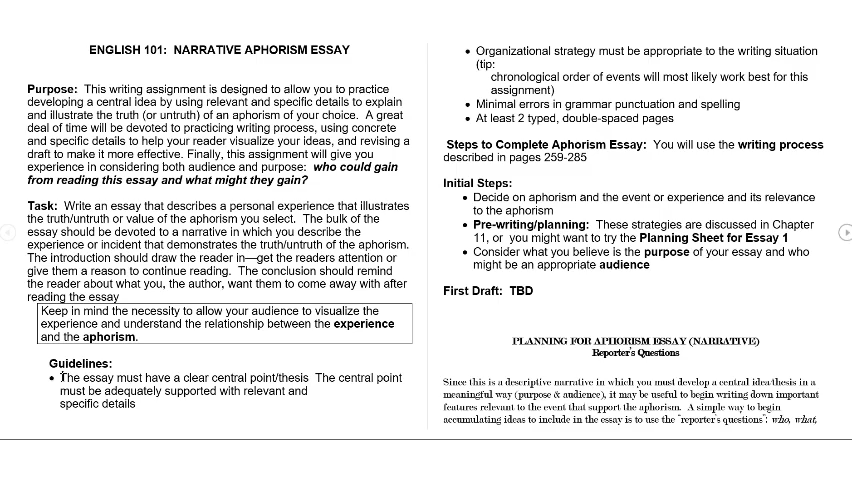 ENGLISH 101:  NARRATIVE APHORISM ESSAY
Purpose:  This writing assignment is designed to allow you to practice
developing a central idea by using relevant and specific details to explain
and illustrate the truth (or untruth) of an aphorism of your choice.  A great
deal of time will be devoted to practicing writing process, using concrete
and specific details to help your reader visualize your ideas, and revising a
draft to make it more effective. Finally, this assignment will give you
experience in considering both audience and purpose:  who could gain
from reading this essay and what might they gain?
Task:  Write an essay that describes a personal experience that illustrates
the truth/untruth or value of the aphorism you select.  The bulk of the
essay should be devoted to a narrative in which you describe the
experience or incident that demonstrates the truth/untruth of the aphorism.
The introduction should draw the reader in—get the readers attention or
give them a reason to continue reading.  The conclusion should remind
the reader about what you, the author, want them to come away with after
reading the essay
Keep in mind the necessity to allow your audience to visualize the
experience and understand the relationship between the experience
and the aphorism.
Guidelines:
• The essay must have a clear central point/thesis  The central point
must be adequately supported with relevant and
specific details
• Organizational strategy must be appropriate to the writing situation
(tip:
chronological order of events will most likely work best for this
assignment)
• Minimal errors in grammar punctuation and spelling
• At least 2 typed, double-spaced pages
Steps to Complete Aphorism Essay:  You will use the writing process
described in pages 259-285
Initial Steps:
• Decide on aphorism and the event or experience and its relevance
to the aphorism
• Pre-writing/planning:  These strategies are discussed in Chapter
11, or  you might want to try the Planning Sheet for Essay 1
• Consider what you believe is the purpose of your essay and who
might be an appropriate audience
First Draft:  TBD
PLANNING FOR APHORISM ESSAY (NARRATIVE)
Reporter's Questions
Since this is a descriptive narrative in which you must develop a central idea/thesis in a
meaningful way (purpose & audience), it may be useful to begin writing down important
features relevant to the event that support the aphorism.  A simple way to begin
accumulating ideas to include in the essay is to use the "reporter's questions": who, what,